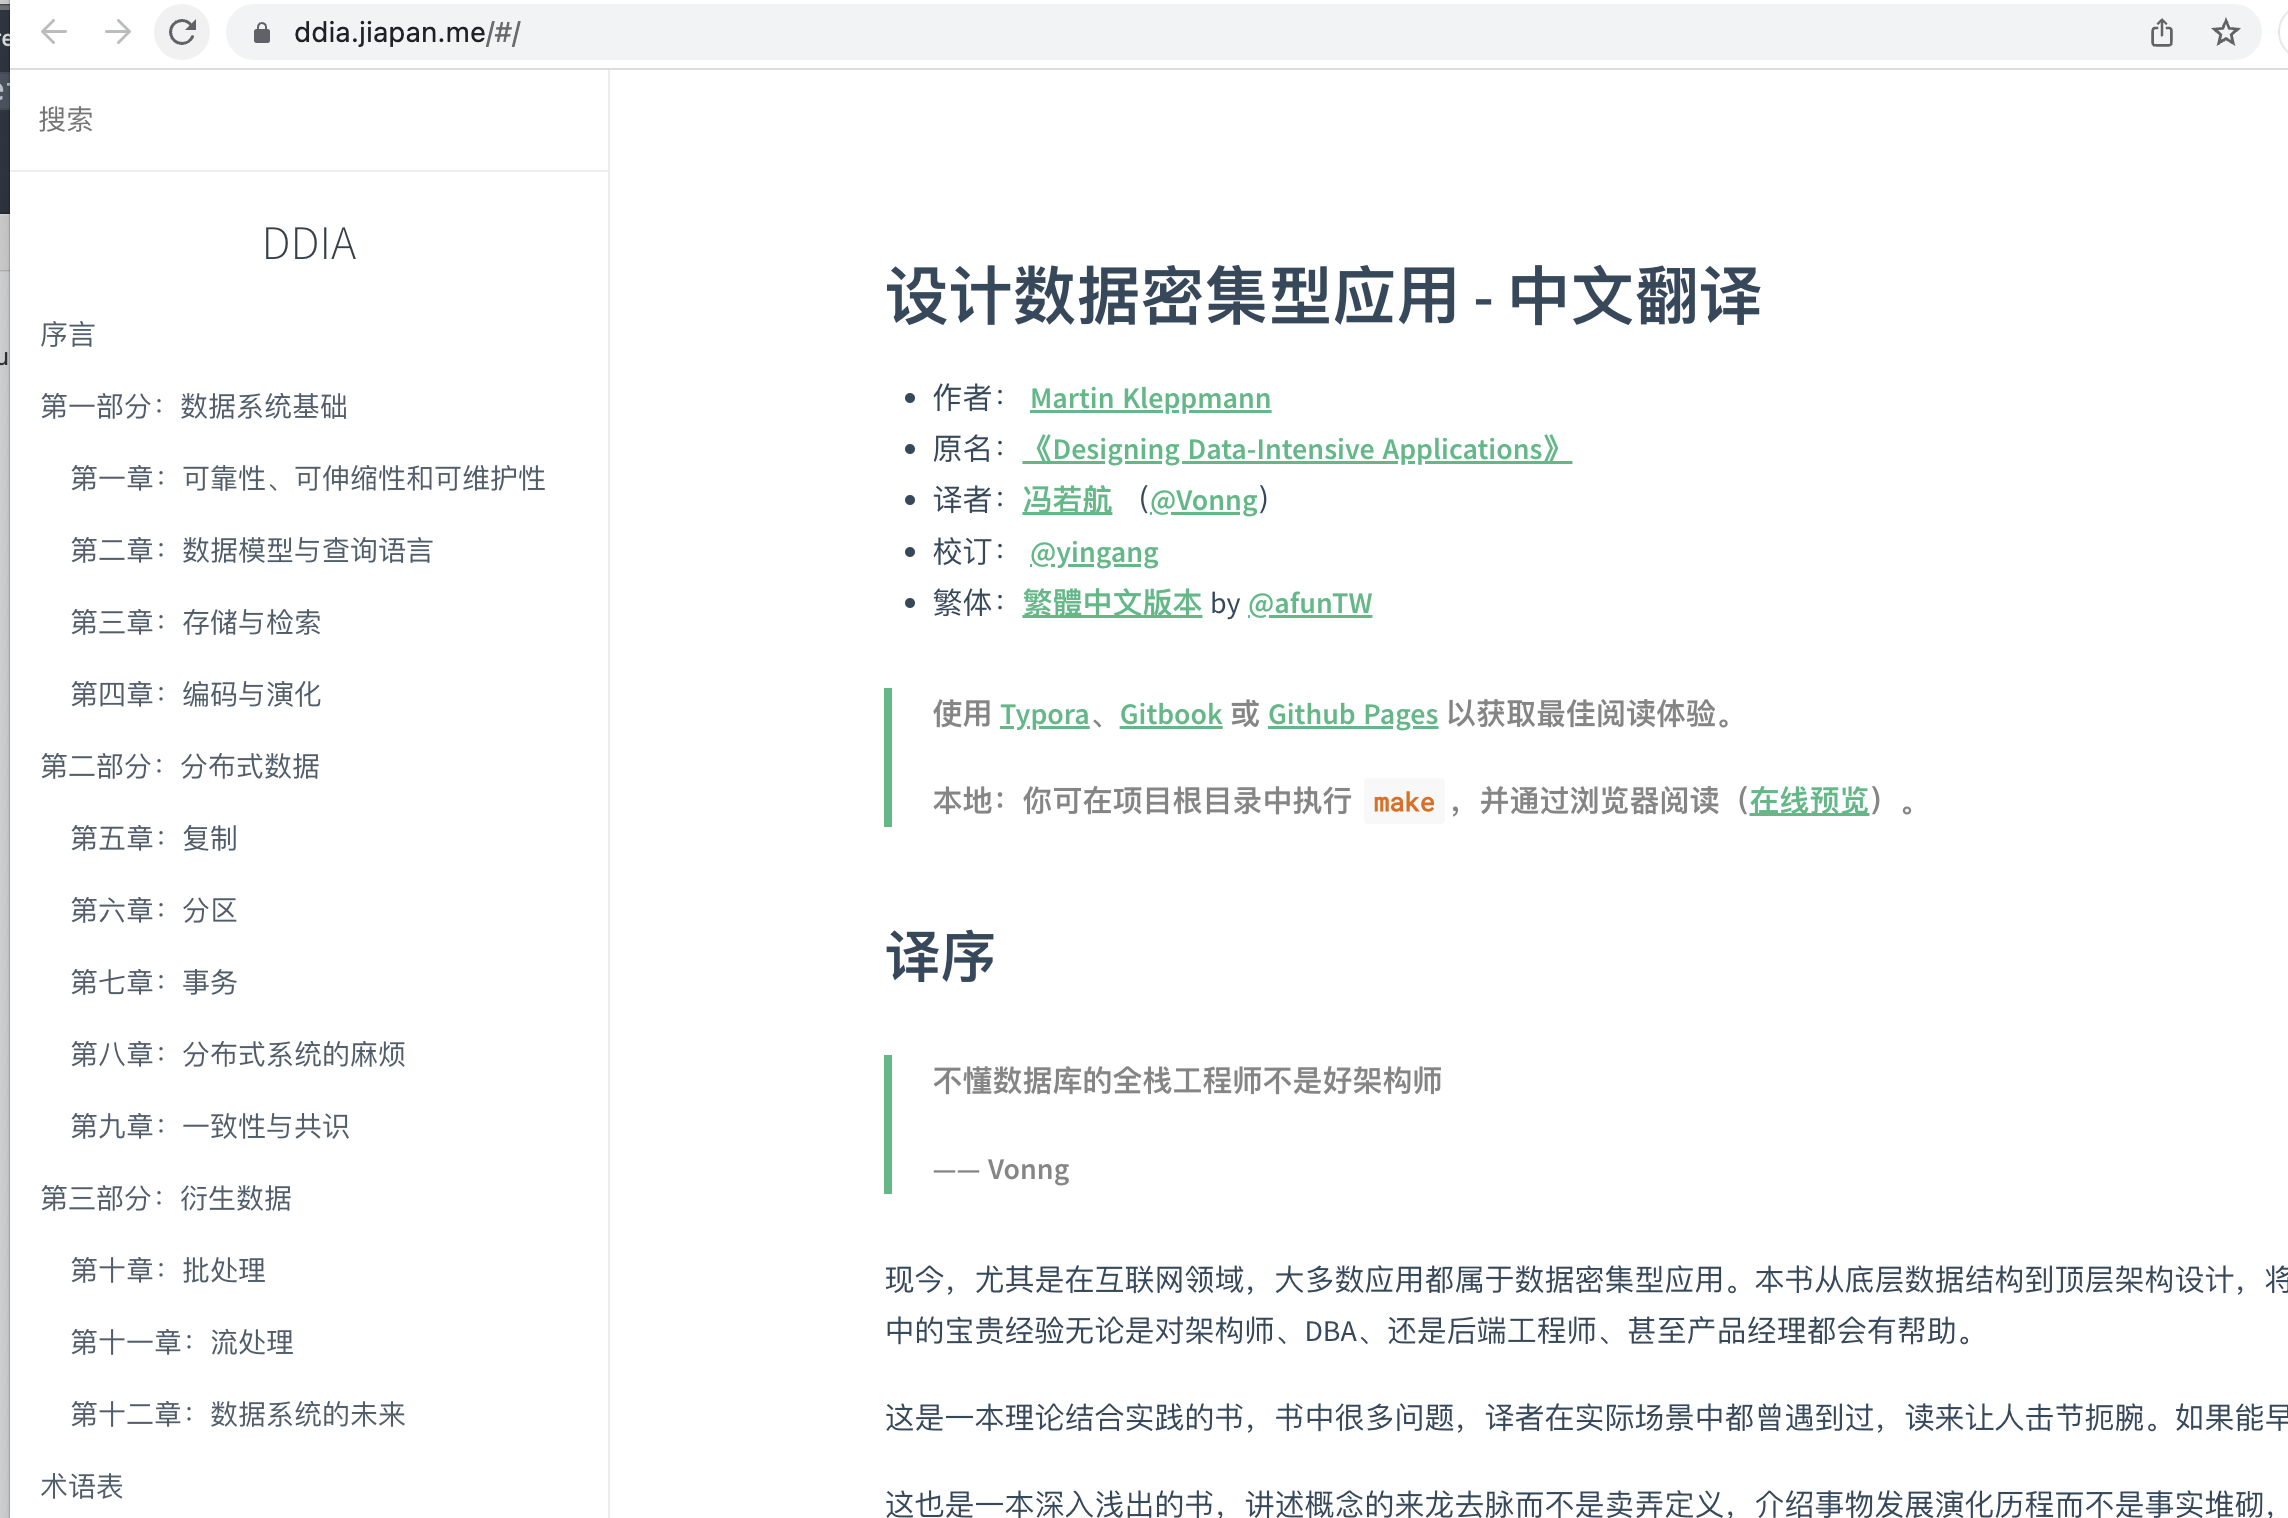 ddia.jiapan.me/#/
搜索
DDIA
序言
第一部分：数据系统基础
第一章：可靠性、可伸缩性和可维护性
第二章：数据模型与查询语言
第三章：存储与检索
第四章：编码与演化
第二部分：分布式数据
第五章：复制
第六章：分区
第七章：事务
第八章：分布式系统的麻烦
第九章：一致性与共识
第三部分：衍生数据
第十章：批处理
第十一章：流处理
第十二章：数据系统的未来
术语表
设计数据密集型应用 - 中文翻译
作者： Martin Kleppmann
原名：《Designing Data-Intensive Applications》
译者：冯若航 （@Vonng）
校订： @yingang
繁体：繁體中文版本 by @afunTW
使用 Typora、Gitbook 或 Github Pages 以获取最佳阅读体验。
本地：你可在项目根目录中执行 make ，并通过浏览器阅读（在线预览）。
译序
不懂数据库的全栈工程师不是好架构师
—— Vonng
现今，尤其是在互联网领域，大多数应用都属于数据密集型应用。本书从底层数据结构到顶层架构设计，将
中的宝贵经验无论是对架构师、DBA、还是后端工程师、甚至产品经理都会有帮助。
这是一本理论结合实践的书，书中很多问题，译者在实际场景中都曾遇到过，读来让人击节扼腕。如果能早
这也是一本深入浅出的书，讲述概念的来龙去脉而不是卖弄定义，介绍事物发展演化历程而不是事实堆砌，